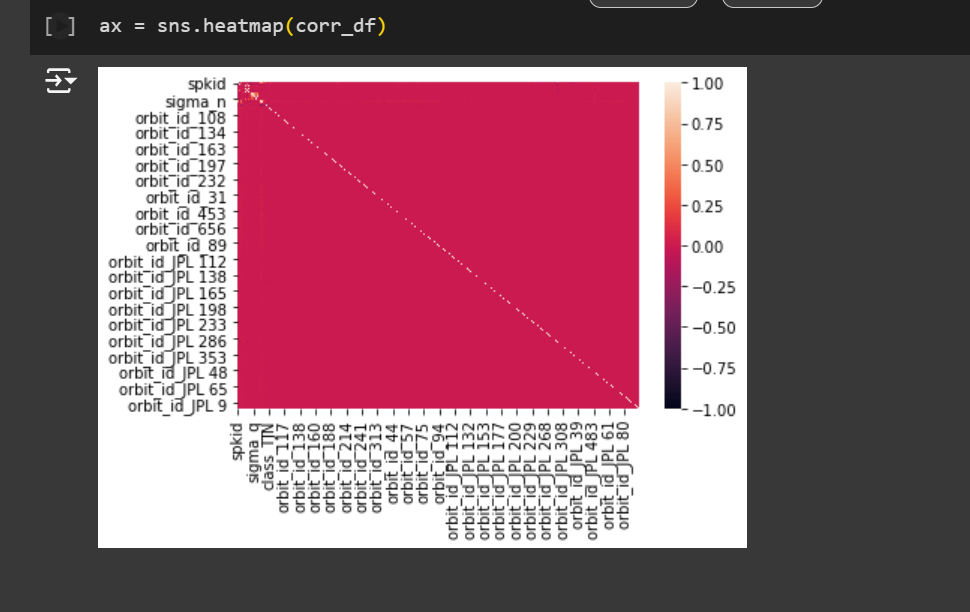 [ ] ax = sns.heatmap(corr_df)
spkid
sigma_n
orbit_id_108
orbit_id_134
orbit_id_163
orbit_id_197
orbit_id_232
orbit_id_31
orbit_id_453
orbit_id_656
orbit_id_89
orbit_id_JPL 112
orbit_id_JPL 138
orbit_id_JPL 165
orbit_id_JPL 198
orbit_id_JPL 233
orbit_id_JPL 286
orbit_id_JPL 353
orbit_id_JPL 48
orbit_id_JPL 65
orbit_id_JPL 9
1.00
0.75
0.50
0.25
0.00
−0.25
−0.50
−0.75
−1.00
spkid
sigma_q
class_TJN
orbit_id_117
orbit_id_138
orbit_id_160
orbit_id_188
orbit_id_214
orbit_id_241
orbit_id_313
orbit_id_44
orbit_id_57
orbit_id_75
orbit_id_94
orbit_id_JPL 112
orbit_id_JPL 132
orbit_id_JPL 153
orbit_id_JPL 177
orbit_id_JPL 200
orbit_id_JPL 229
orbit_id_JPL 268
orbit_id_JPL 308
orbit_id_JPL 39
orbit_id_JPL 483
orbit_id_JPL 61
orbit_id_JPL 80